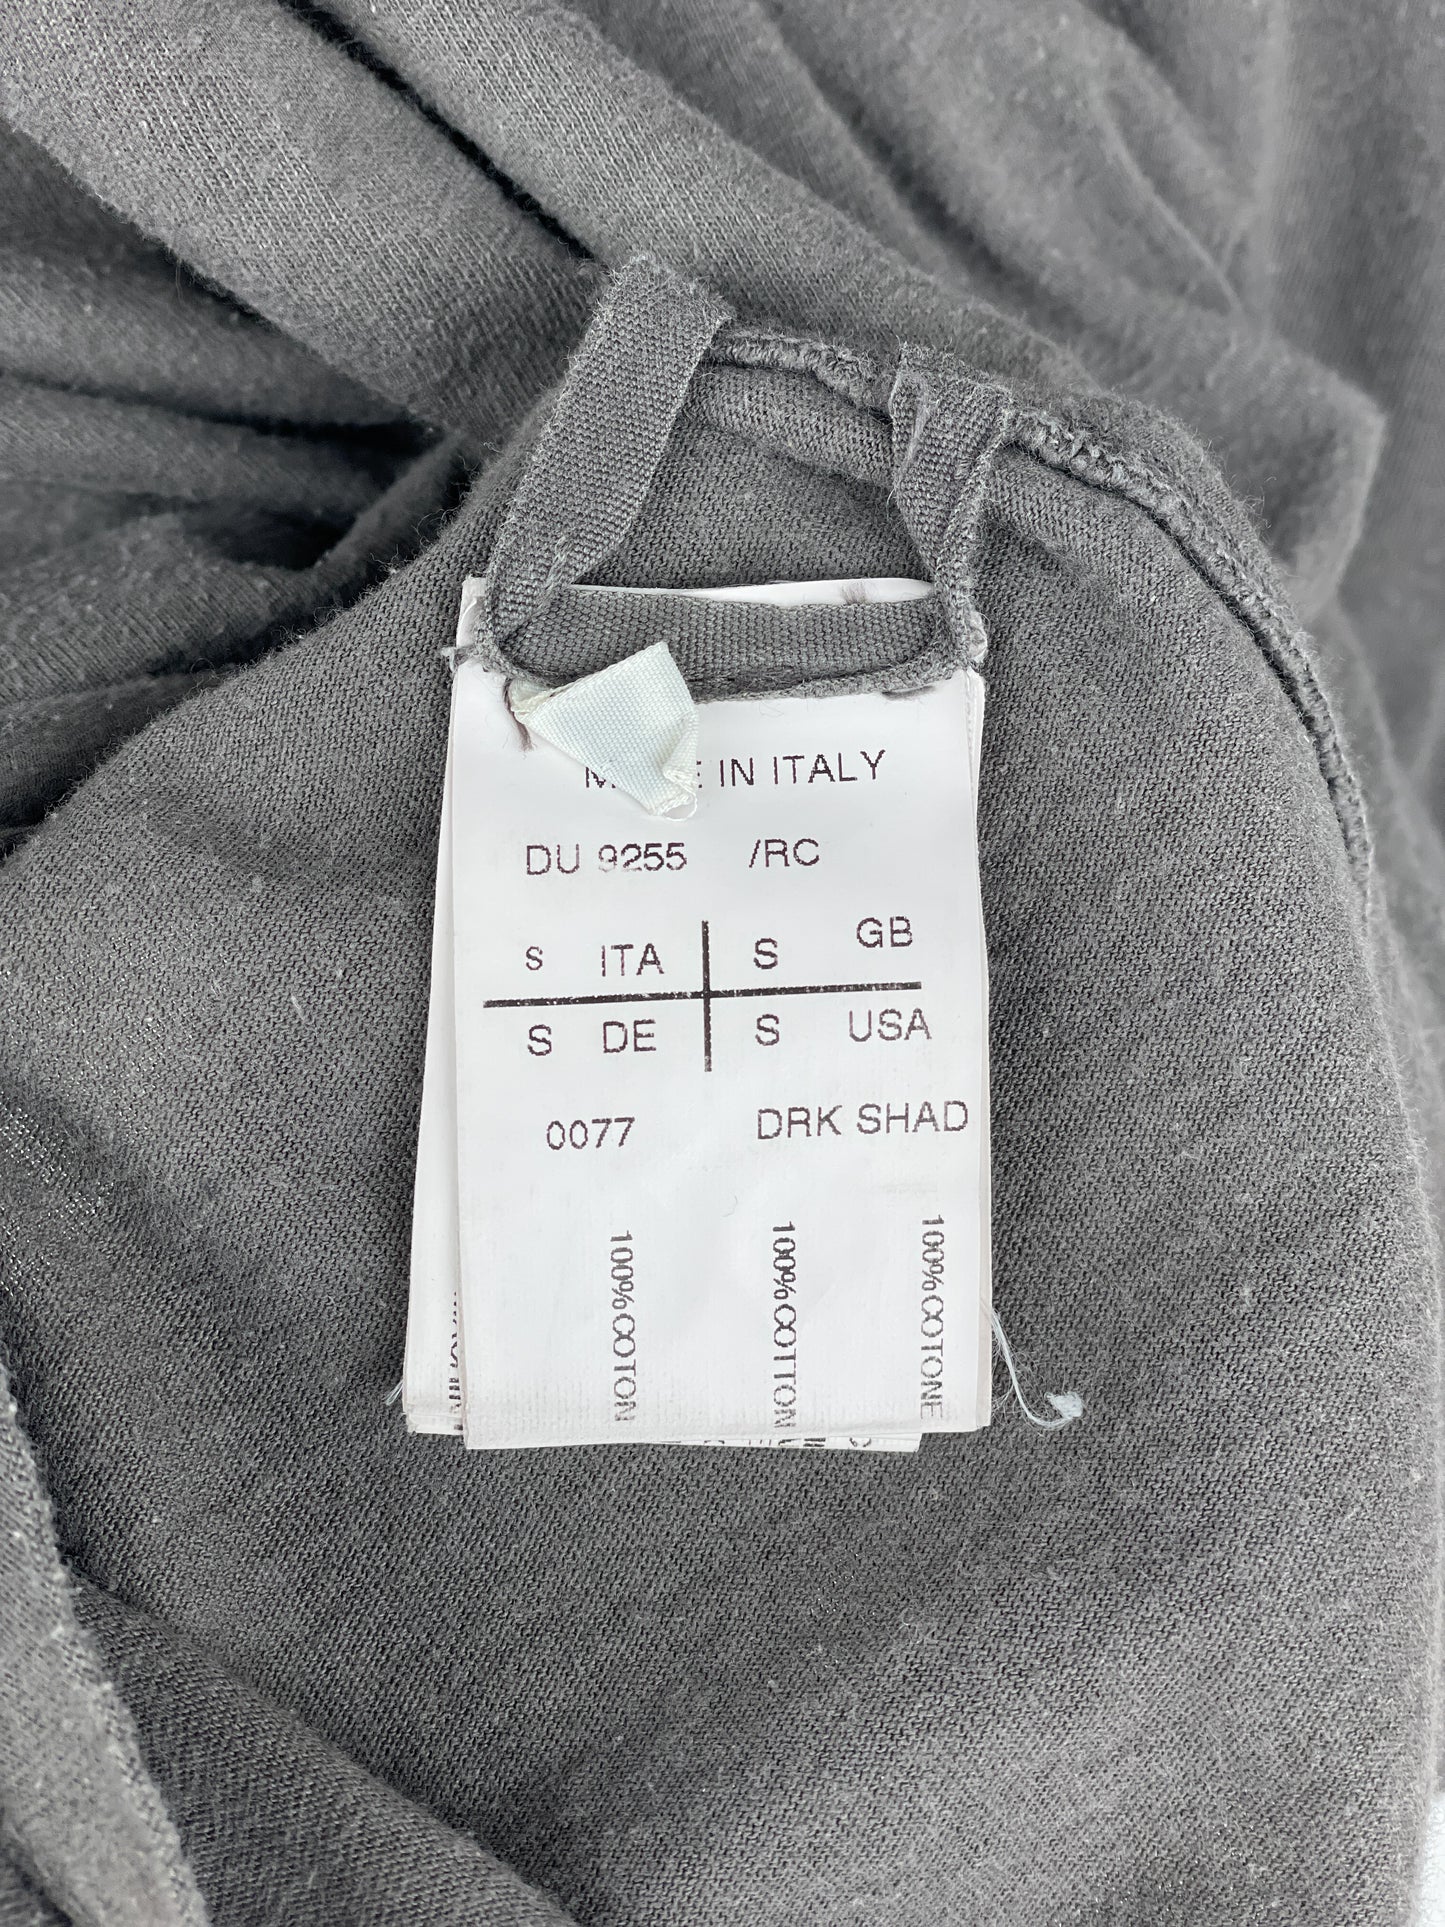 IN ITALY
DU 9255 /RC
S ITA S GB
S DE S USA
0077 DRK SHAD
100%COTON
100%COTTON
100%COTONE